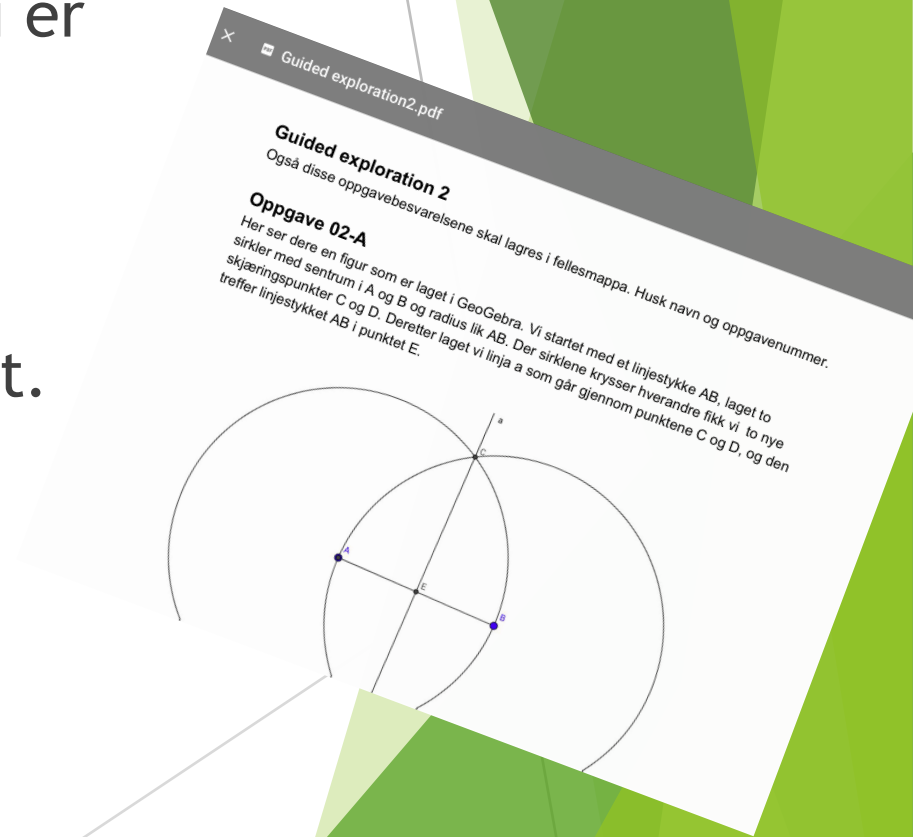 er
t.
Guided exploration2.pdf
Guided exploration 2
Også disse oppgavebesvarelsene skal lagres i fellesmappa. Husk navn og oppgavenummer.
Oppgave 02-A
Her ser dere en figur som er laget i GeoGebra. Vi startet med et linjestykke AB, laget to
sirkler med sentrum i A og B og radius lik AB. Der sirklene krysser hverandre fikk vi to nye
skjæringspunkter C og D. Deretter laget vi linja a som går gjennom punktene C og D, og den
treffer linjestykket AB i punktet E.
a
C
A
E
B